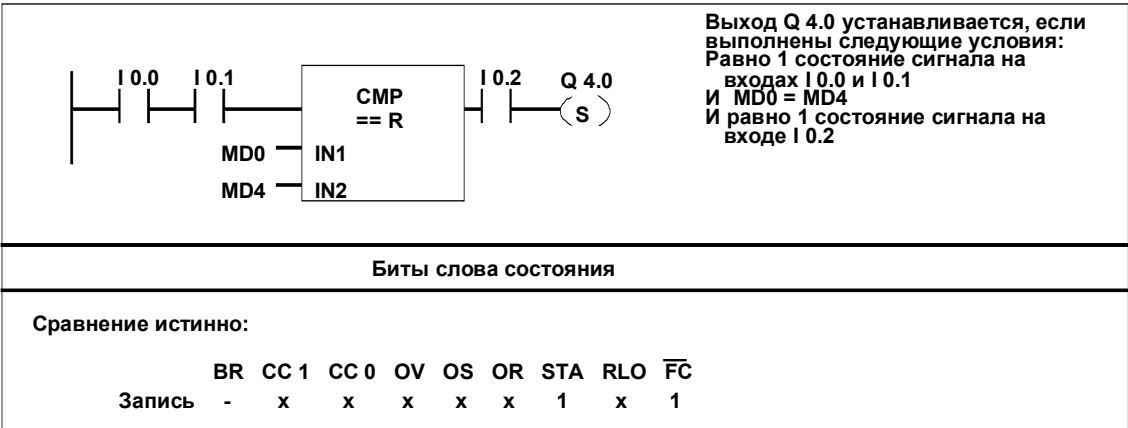 Выход Q 4.0 устанавливается, если
выполнены следующие условия:
Равно 1 состояние сигнала на
входах I 0.0 и I 0.1
И MD0 = MD4
И равно 1 состояние сигнала на
входе I 0.2
I 0.0 I 0.1
CMP
== R
I 0.2 Q 4.0
S
MD0 IN1
MD4 IN2
Биты слова состояния
Сравнение истинно:
BR CC 1 CC 0 OV OS OR STA RLO F̅C̅
Запись - x x x x x 1 x 1